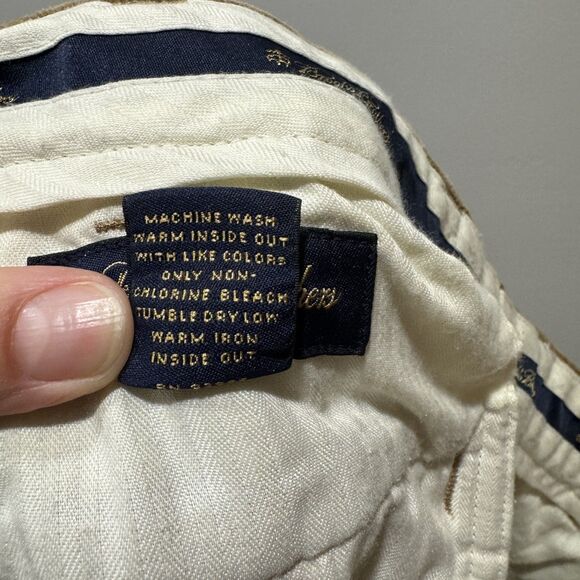 MACHINE WASH
WARM INSIDE OUT
WITH LIKE COLORS
ONLY NON-
CHLORINE BLEACH
TUMBLE DRY LOW
WARM IRON
INSIDE OUT